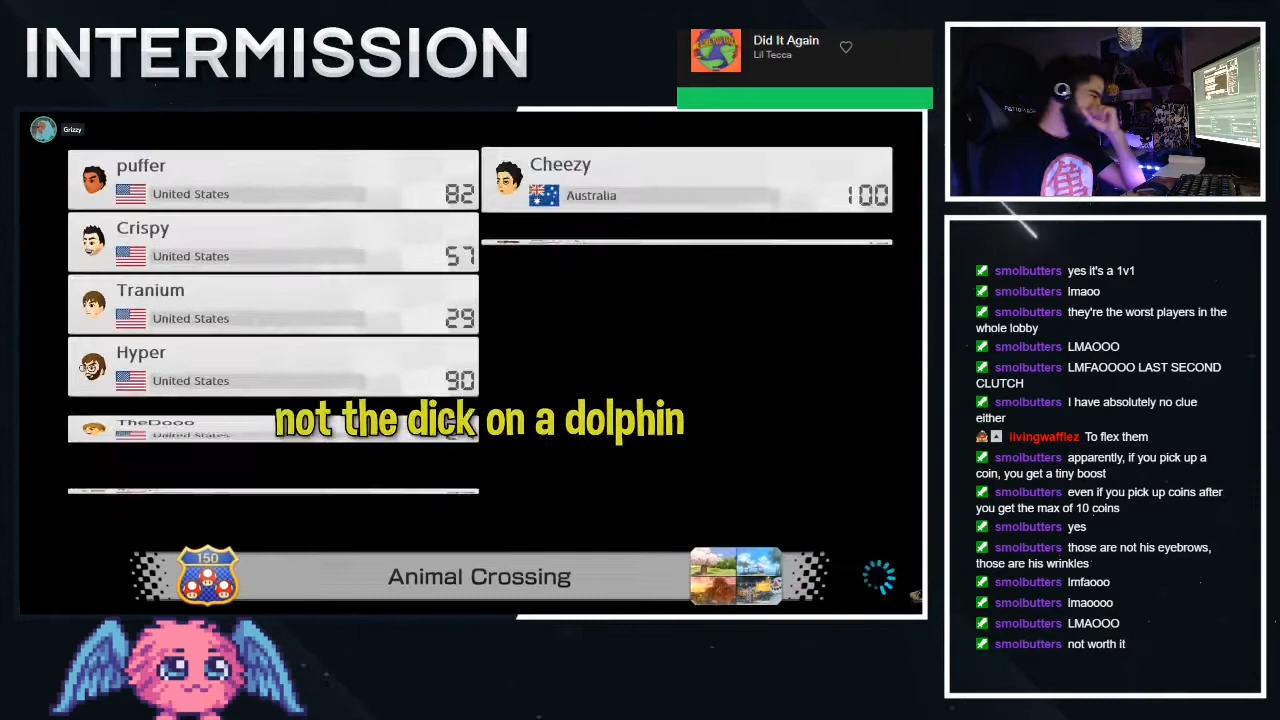 INTERMISSION
Did It Again
Lil Tecca
Grizzy
puffer
United States
82
Crispy
United States
57
Tranium
United States
29
Hyper
United States
90
TheDooo
United States
Cheezy
Australia
100
not the dick on a dolphin
150
Animal Crossing
smolbutters yes it's a 1v1
smolbutters lmaoo
smolbutters they're the worst players in the
whole lobby
smolbutters LMAOOO
smolbutters LMFAOOOO LAST SECOND
CLUTCH
smolbutters I have absolutely no clue
either
livingwafflez To flex them
smolbutters apparently, if you pick up a
coin, you get a tiny boost
smolbutters even if you pick up coins after
you get the max of 10 coins
smolbutters yes
smolbutters those are not his eyebrows,
those are his wrinkles
smolbutters lmfaooo
smolbutters lmaoooo
smolbutters LMAOOO
smolbutters not worth it